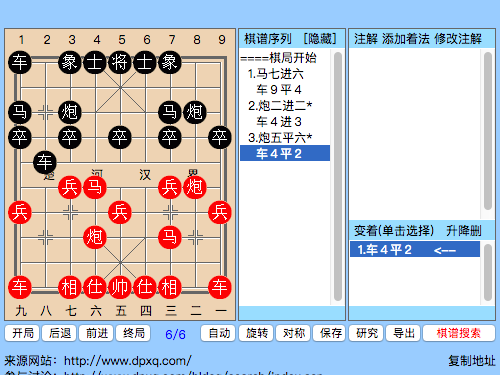 1 2 3 4 5 6 7 8 9
车 象 士 将 士 象
马 炮 马 炮
卒 卒 卒 卒 卒
车
楚 河 汉 界
兵 马 兵 炮
兵 兵 兵
炮 马
车 相 仕 帅 仕 相 车
九 八 七 六 五 四 三 二 一
棋谱序列 [隐藏]
====棋局开始
1.马七进六
车９平４
2.炮二进二*
车４进３
3.炮五平六*
车４平２
注解 添加着法 修改注解
变着(单击选择) 升降删
1.车４平２ <--
开局 后退 前进 终局 6/6 自动 旋转 对称 保存 研究 导出 棋谱搜索
来源网站：http://www.dpxq.com/ 复制地址